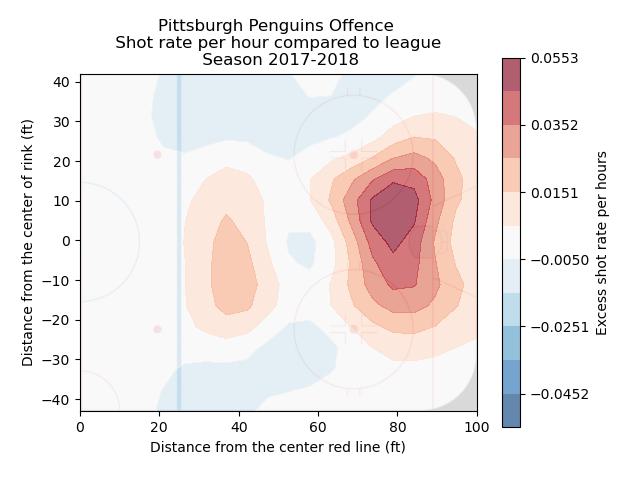 Pittsburgh Penguins Offence
Shot rate per hour compared to league
Season 2017-2018
40
30
20
10
0
−10
−20
−30
−40
Distance from the center of rink (ft)
0 20 40 60 80 100
Distance from the center red line (ft)
0.0553
0.0352
0.0151
−0.0050
−0.0251
−0.0452
Excess shot rate per hours